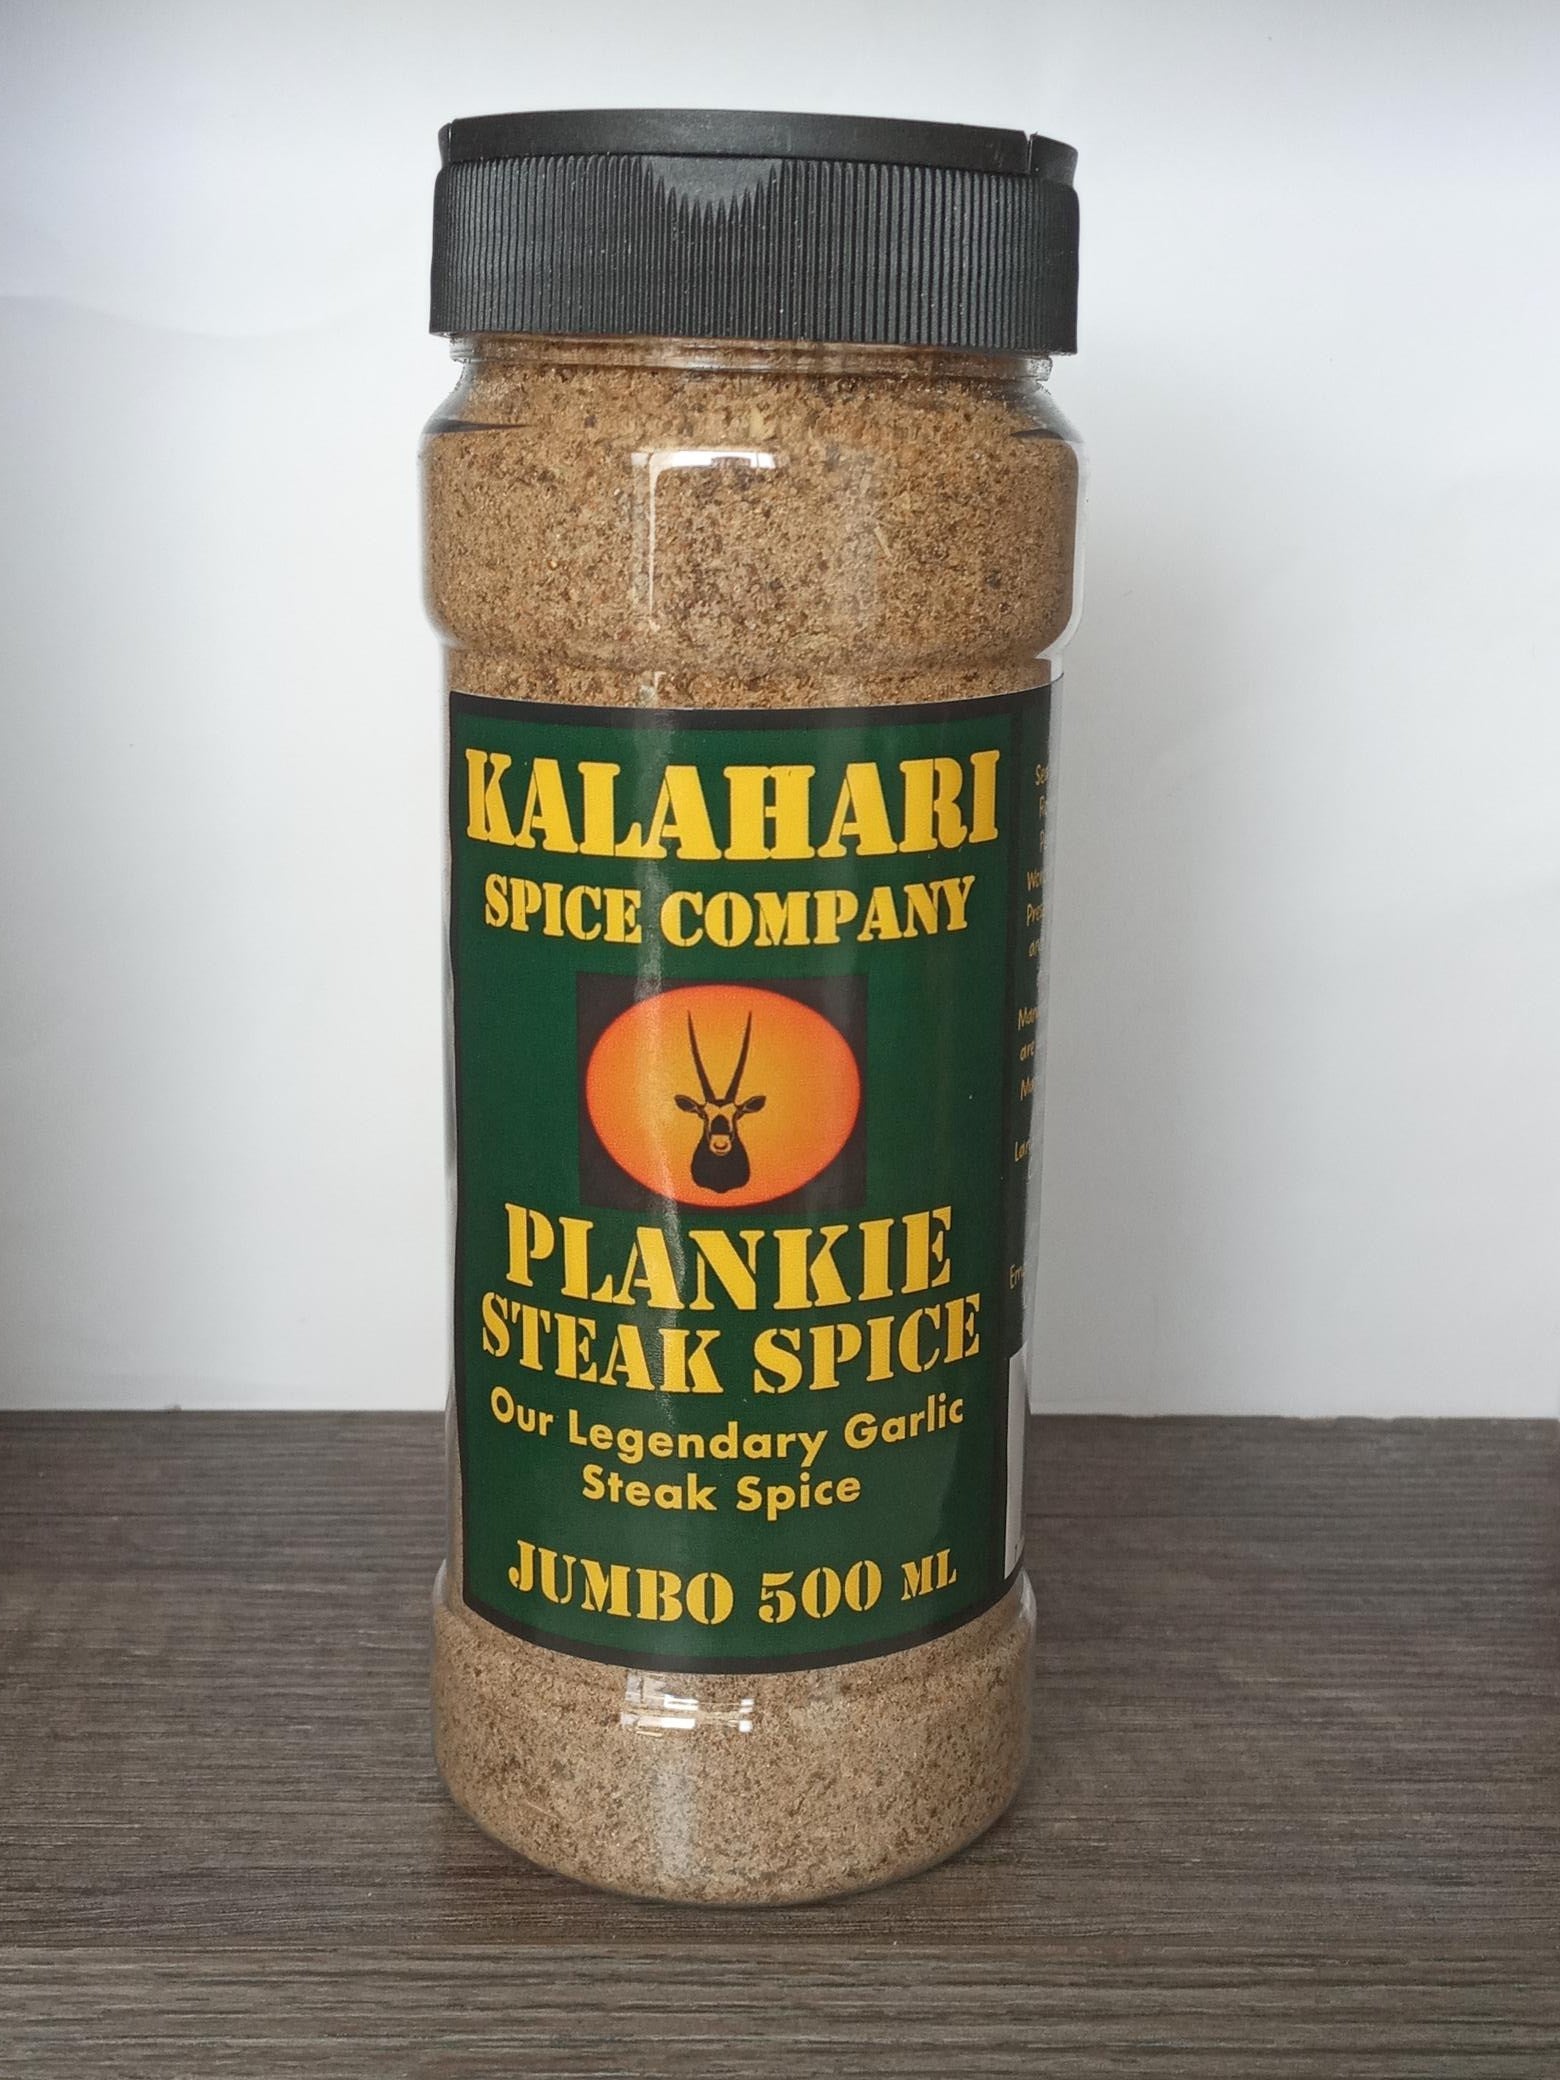 KALAHARI
SPICE COMPANY
PLANKIE
STEAK SPICE
Our Legendary Garlic
Steak Spice
JUMBO 500 ML